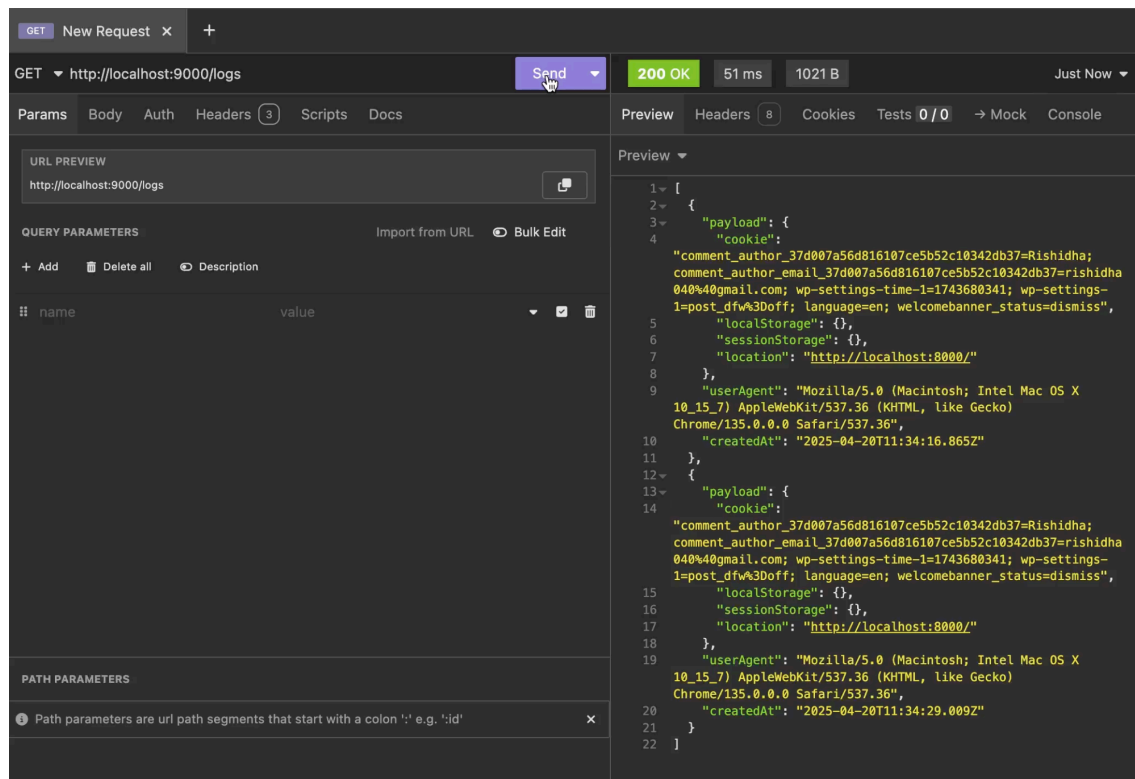 GET New Request × +
GET http://localhost:9000/logs Send
Params Body Auth Headers 3 Scripts Docs
URL PREVIEW
http://localhost:9000/logs
QUERY PARAMETERS Import from URL Bulk Edit
+ Add Delete all Description
name value
PATH PARAMETERS
Path parameters are url path segments that start with a colon ':' e.g. ':id' ×
200 OK 51 ms 1021 B Just Now
Preview Headers 8 Cookies Tests 0 / 0 → Mock Console
Preview
1 [
2 {
3 "payload": {
4 "cookie":
"comment_author_37d007a56d816107ce5b52c10342db37=Rishidha;
comment_author_email_37d007a56d816107ce5b52c10342db37=rishidha
040%40gmail.com; wp-settings-time-1=1743680341; wp-settings-
1=post_dfw%3Doff; language=en; welcomebanner_status=dismiss",
5 "localStorage": {},
6 "sessionStorage": {},
7 "location": "http://localhost:8000/"
8 },
9 "userAgent": "Mozilla/5.0 (Macintosh; Intel Mac OS X
10_15_7) AppleWebKit/537.36 (KHTML, like Gecko)
Chrome/135.0.0.0 Safari/537.36",
10 "createdAt": "2025-04-20T11:34:16.865Z"
11 },
12 {
13 "payload": {
14 "cookie":
"comment_author_37d007a56d816107ce5b52c10342db37=Rishidha;
comment_author_email_37d007a56d816107ce5b52c10342db37=rishidha
040%40gmail.com; wp-settings-time-1=1743680341; wp-settings-
1=post_dfw%3Doff; language=en; welcomebanner_status=dismiss",
15 "localStorage": {},
16 "sessionStorage": {},
17 "location": "http://localhost:8000/"
18 },
19 "userAgent": "Mozilla/5.0 (Macintosh; Intel Mac OS X
10_15_7) AppleWebKit/537.36 (KHTML, like Gecko)
Chrome/135.0.0.0 Safari/537.36",
20 "createdAt": "2025-04-20T11:34:29.009Z"
21 }
22 ]